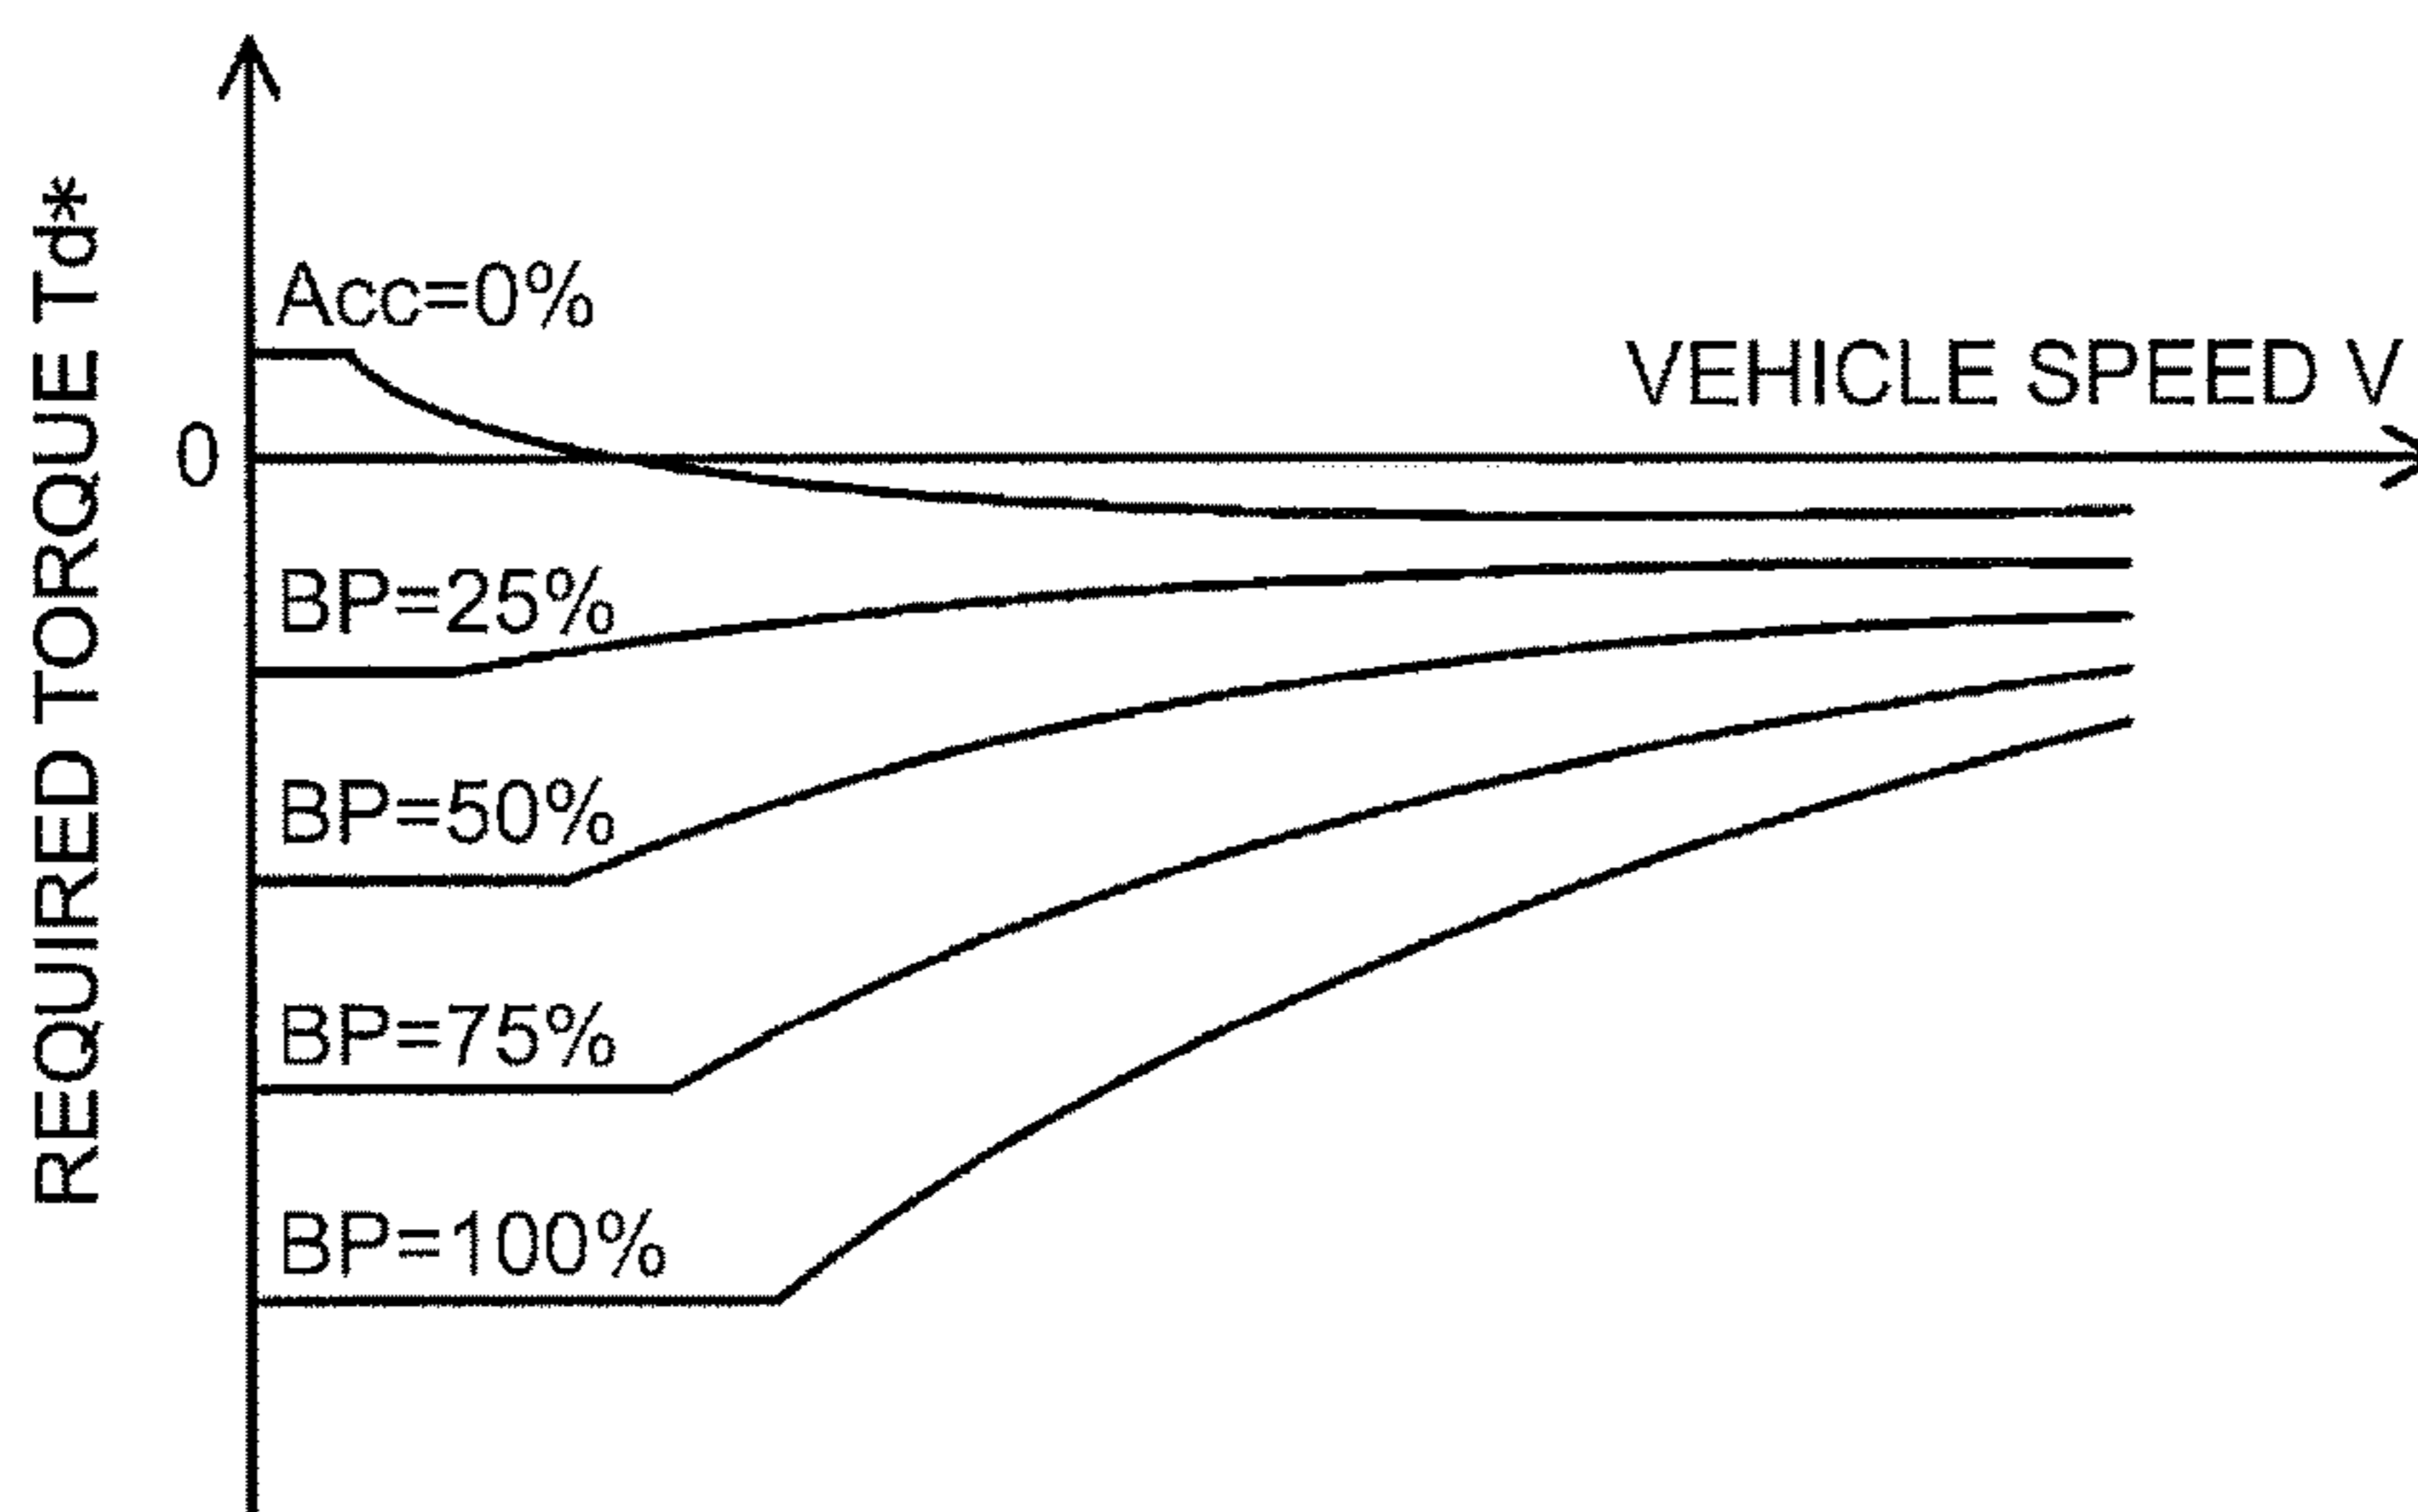 REQUIRED TORQUE Td*
Acc=0%
VEHICLE SPEED V
0
BP=25%
BP=50%
BP=75%
BP=100%